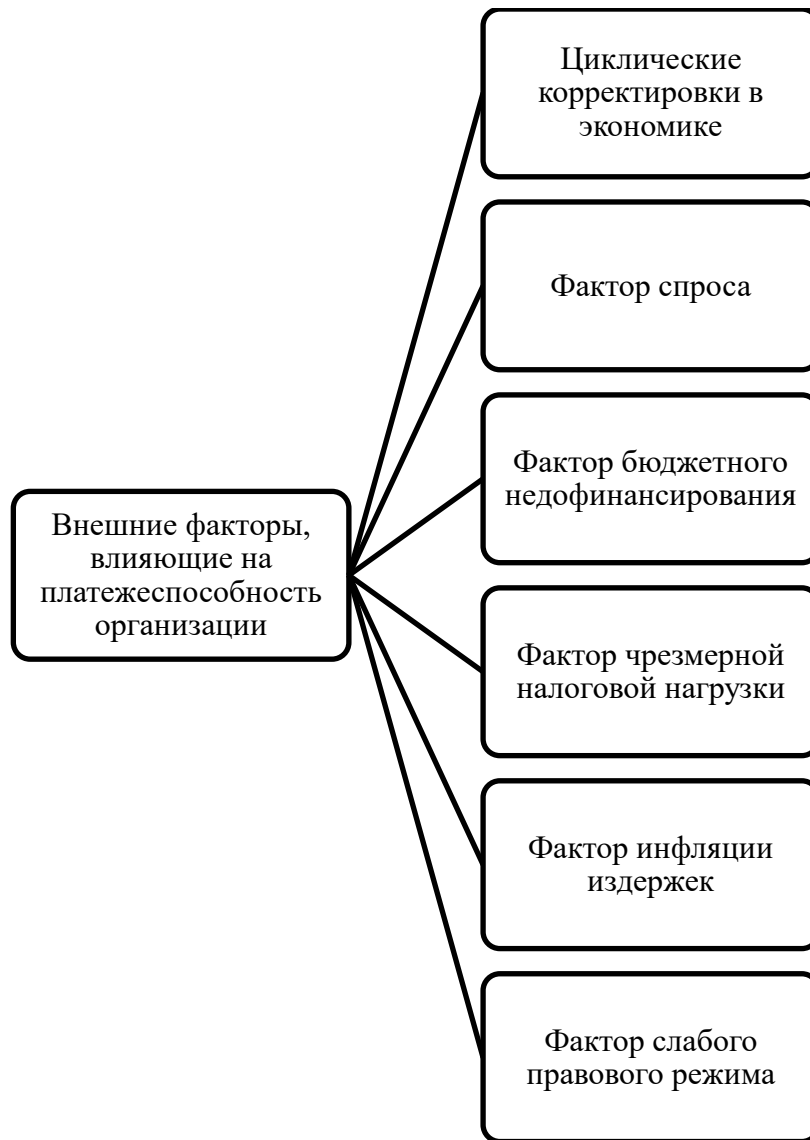 Циклические
корректировки в
экономике
Фактор спроса
Фактор бюджетного
недофинансирования
Внешние факторы,
влияющие на
платежеспособность
организации
Фактор чрезмерной
налоговой нагрузки
Фактор инфляции
издержек
Фактор слабого
правового режима